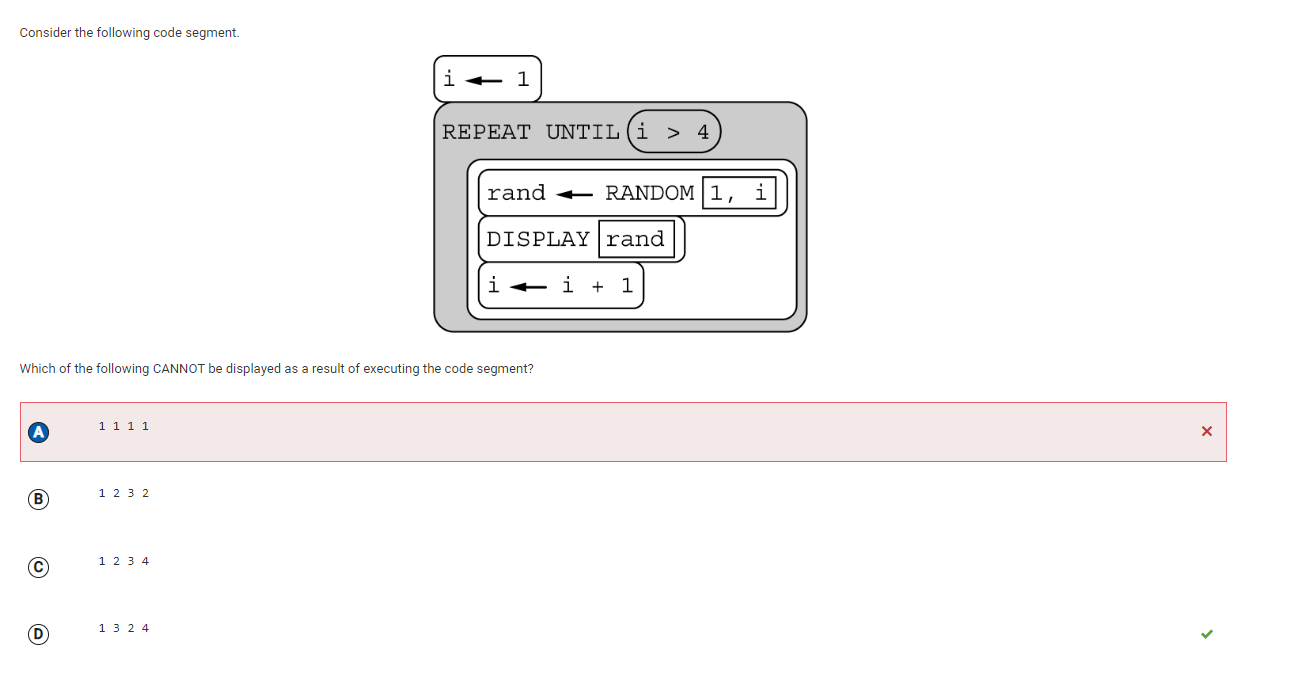 Consider the following code segment.
i ← 1
REPEAT UNTIL i > 4
rand ← RANDOM 1, i
DISPLAY rand
i ← i + 1
Which of the following CANNOT be displayed as a result of executing the code segment?
A 1 1 1 1
B 1 2 3 2
C 1 2 3 4
D 1 3 2 4